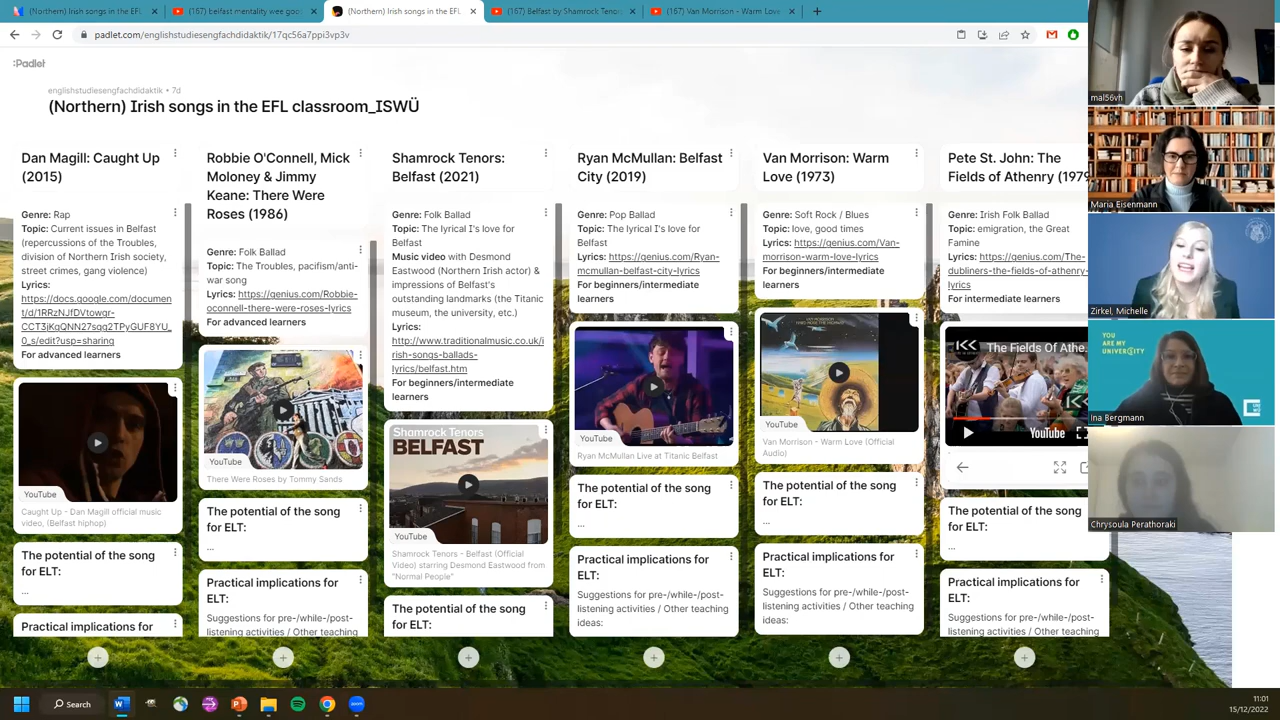 (Northern) Irish songs in the EFL
(167) belfast mentality wee goo
(Northern) Irish songs in the EFL
(167) Belfast by Shamrock Tenors
(167) Van Morrison - Warm Love
padlet.com/englishstudiesengfachdidaktik/17qc56a7ppi3vp3v
:Padlet
englishstudiesengfachdidaktik • 7d
(Northern) Irish songs in the EFL classroom_ISWÜ
Dan Magill: Caught Up
(2015)
Genre: Rap
Topic: Current issues in Belfast
(repercussions of the Troubles,
division of Northern Irish society,
street crimes, gang violence)
Lyrics:
https://docs.google.com/documen
t/d/1RRzNJfDVtowgr-
CCT3jKqQNN27sqg2TPyGUF8YU_
0_s/edit?usp=sharing
For advanced learners
YouTube
Caught Up - Dan Magill official music
video, (Belfast hiphop)
The potential of the song
for ELT:
...
Practical implications for
Robbie O'Connell, Mick
Moloney & Jimmy
Keane: There Were
Roses (1986)
Genre: Folk Ballad
Topic: The Troubles, pacifism/anti-
war song
Lyrics: https://genius.com/Robbie-
oconnell-there-were-roses-lyrics
For advanced learners
YouTube
There Were Roses by Tommy Sands
The potential of the song
for ELT:
...
Practical implications for
ELT:
Suggestions for pre-/while-/post-
listening activities / Other teaching
Shamrock Tenors:
Belfast (2021)
Genre: Folk Ballad
Topic: The lyrical I's love for
Belfast
Music video with Desmond
Eastwood (Northern Irish actor) &
impressions of Belfast's
outstanding landmarks (the Titanic
museum, the university, etc.)
Lyrics:
http://www.traditionalmusic.co.uk/i
rish-songs-ballads-
lyrics/belfast.htm
For beginners/intermediate
learners
Shamrock Tenors
BELFAST
YouTube
Shamrock Tenors - Belfast (Official
Video) starring Desmond Eastwood from
"Normal People"
The potential of the song
for ELT:
Ryan McMullan: Belfast
City (2019)
Genre: Pop Ballad
Topic: The lyrical I's love for
Belfast
Lyrics: https://genius.com/Ryan-
mcmullan-belfast-city-lyrics
For beginners/intermediate
learners
YouTube
Ryan McMullan Live at Titanic Belfast
The potential of the song
for ELT:
...
Practical implications for
ELT:
Suggestions for pre-/while-/post-
listening activities / Other teaching
ideas:
Van Morrison: Warm
Love (1973)
Genre: Soft Rock / Blues
Topic: love, good times
Lyrics: https://genius.com/Van-
morrison-warm-love-lyrics
For beginners/intermediate
learners
YouTube
Van Morrison - Warm Love (Official
Audio)
The potential of the song
for ELT:
...
Practical implications for
ELT:
Suggestions for pre-/while-/post-
listening activities / Other teaching
ideas:
Pete St. John: The
Fields of Athenry (1979
Genre: Irish Folk Ballad
Topic: emigration, the Great
Famine
Lyrics: https://genius.com/The-
dubliners-the-fields-of-athenry-
lyrics
For intermediate learners
The Fields Of Athe...
YouTube
The potential of the song
for ELT:
...
Practical implications for
ELT:
Suggestions for pre-/while-/post-
listening activities / Other teaching
mal56vh
Maria Eisenmann
Zirkel, Michelle
YOU
ARE MY
UNIVERSITY
Ina Bergmann
Chrysoula Perathoraki
Search
11:01
15/12/2022